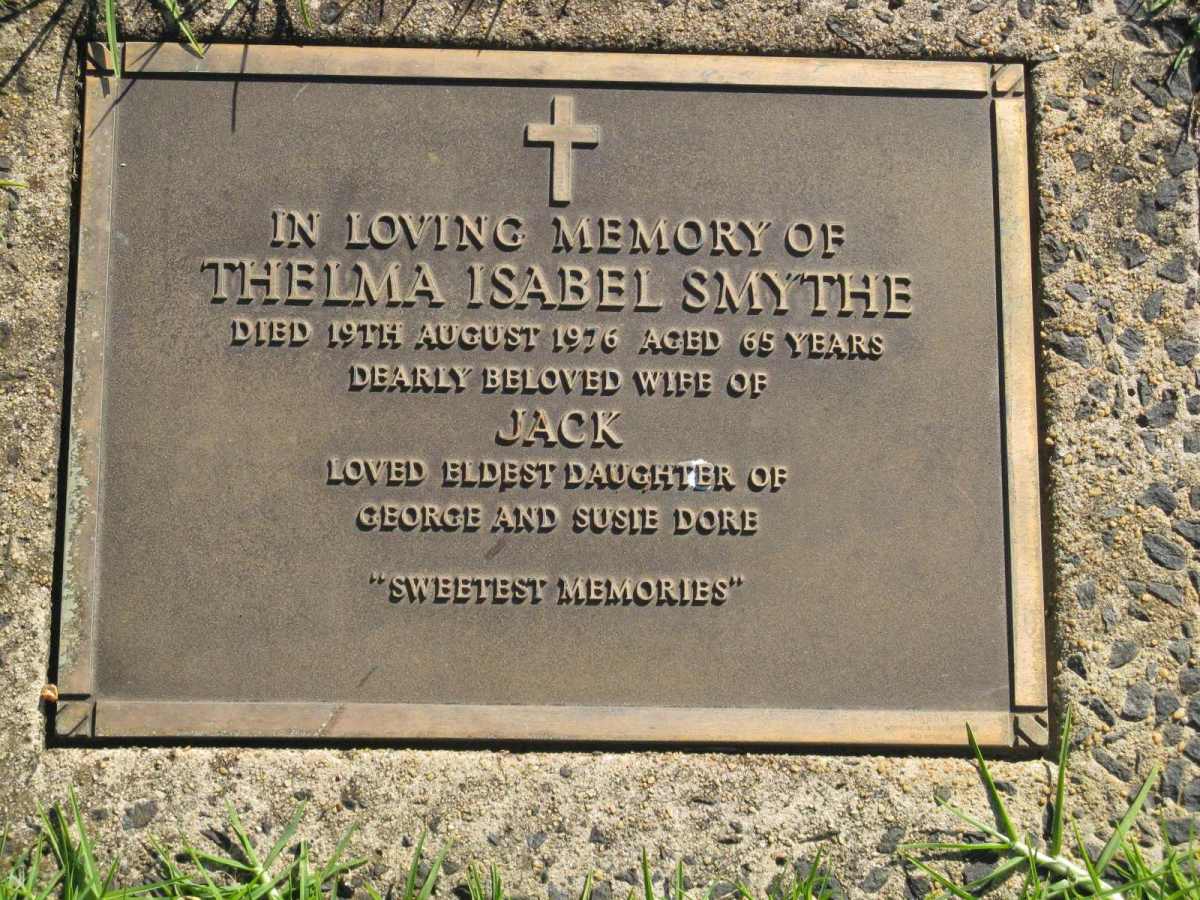 IN LOVING MEMORY OF
THELMA ISABEL SMYTHE
DIED 19TH AUGUST 1976 AGED 65 YEARS
DEARLY BELOVED WIFE OF
JACK
LOVED ELDEST DAUGHTER OF
GEORGE AND SUSIE DORE
"SWEETEST MEMORIES"